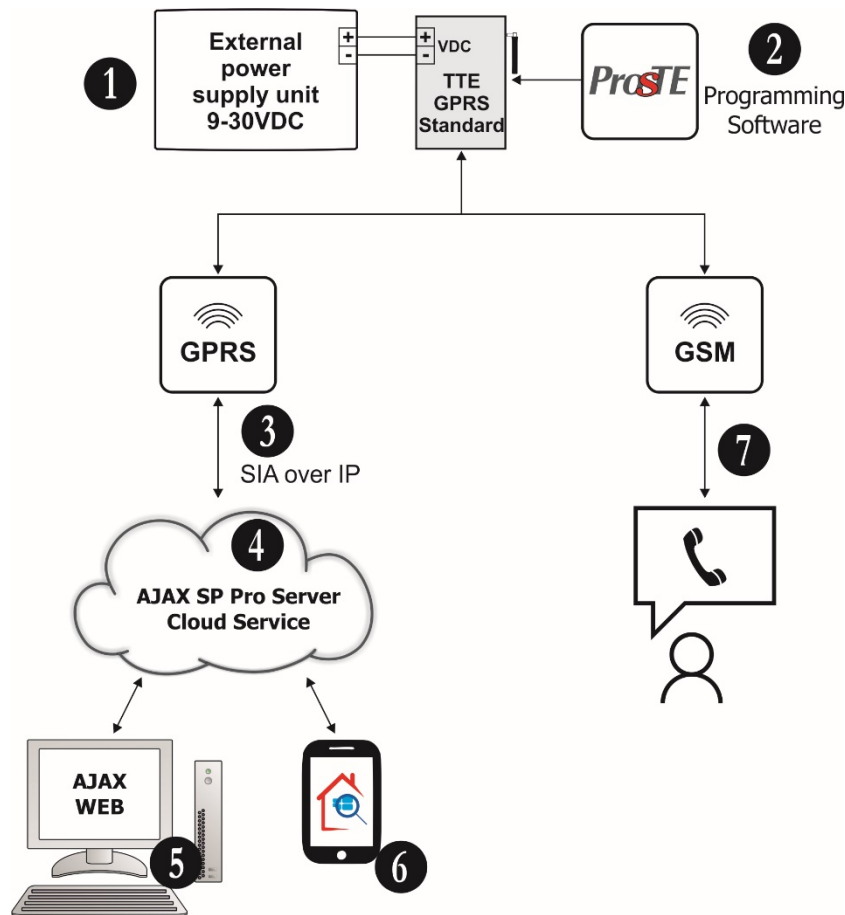 1
External
power
supply unit
9-30VDC
+
-
+
-
VDC
TTE
GPRS
Standard
ProsTE
2
Programming
Software
GPRS
GSM
3
SIA over IP
7
4
AJAX SP Pro Server
Cloud Service
AJAX
WEB
5
6